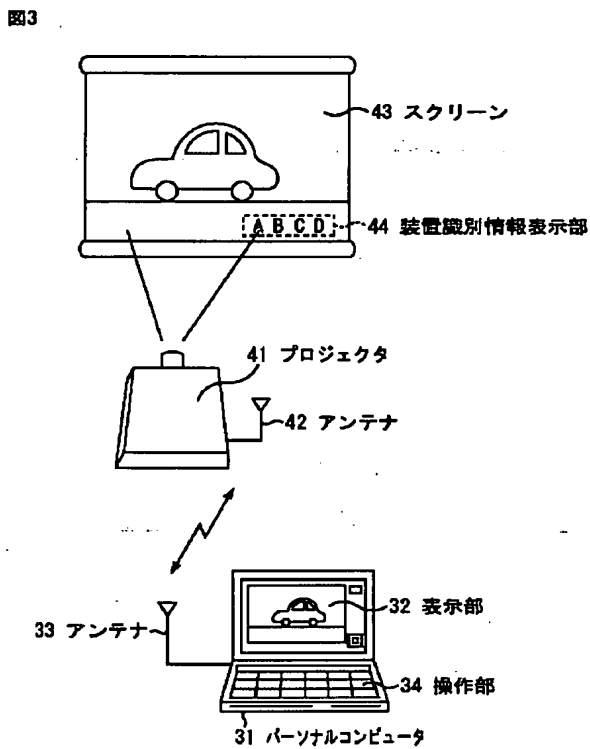 図3
43 スクリーン
ABCD
44 装置識別情報表示部
41 プロジェクタ
42 アンテナ
32 表示部
33 アンテナ
34 操作部
31 パーソナルコンピュータ